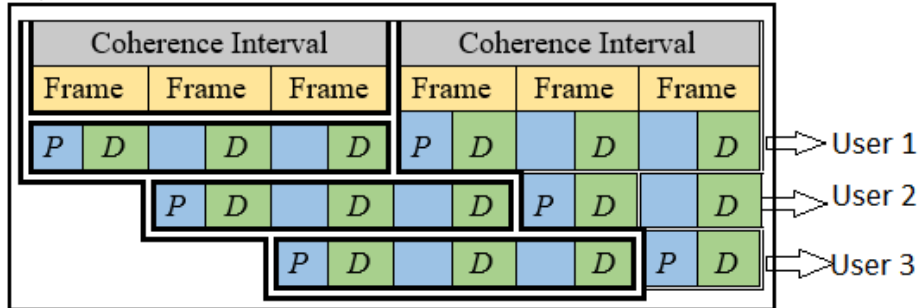 Coherence Interval Coherence Interval
Frame Frame Frame Frame Frame Frame
P D D D P D D D User 1
P D D D P D D User 2
P D D D P D User 3